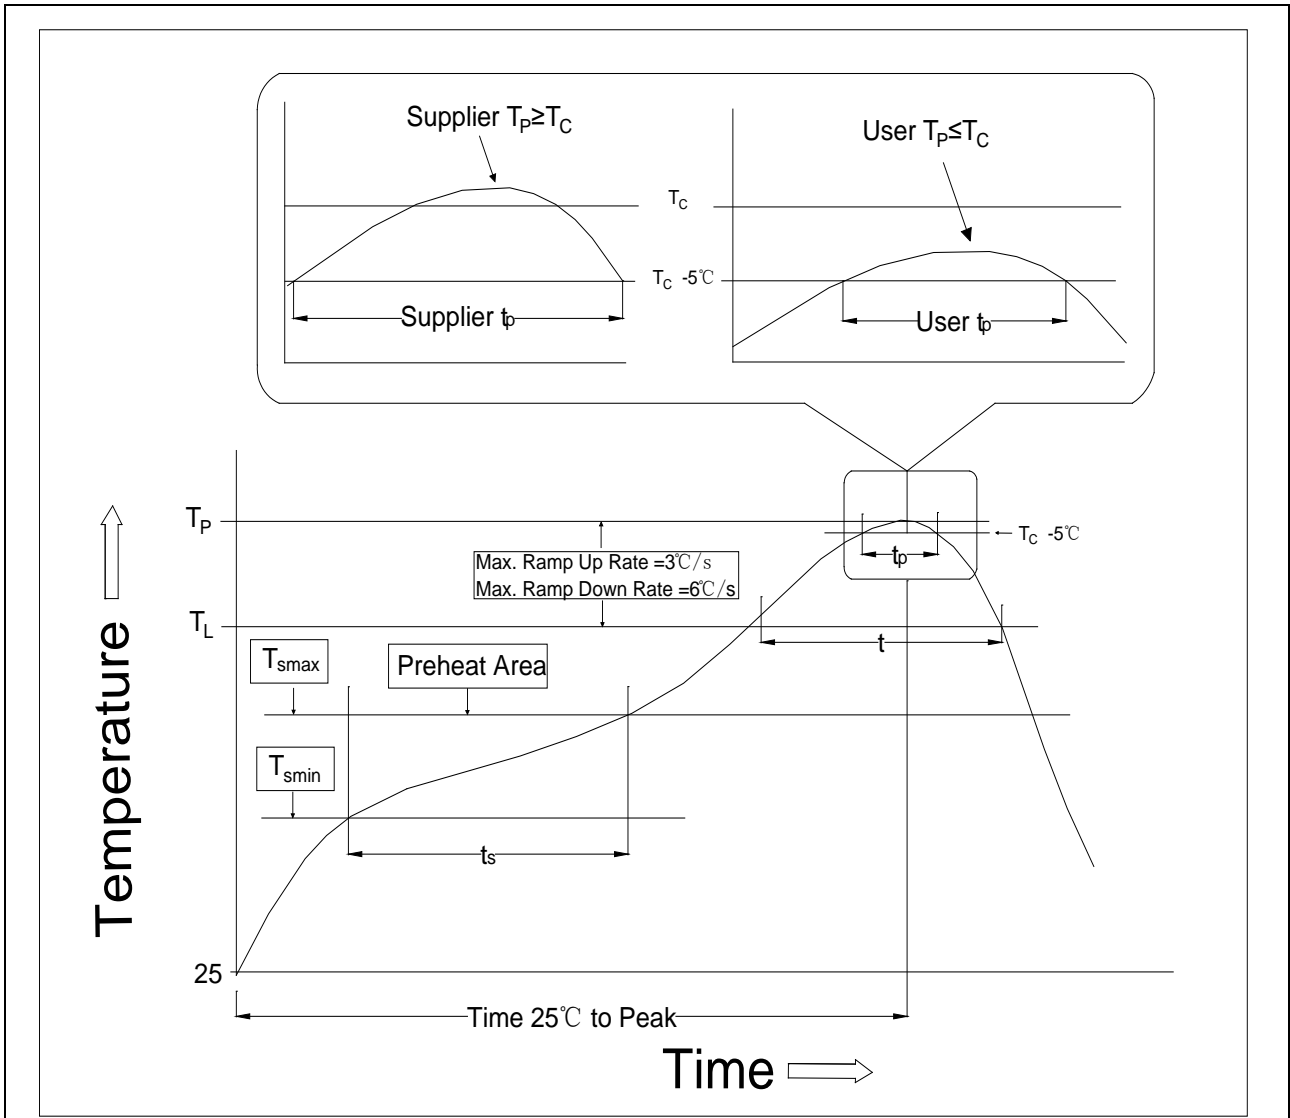 Supplier TP≥TC
User TP≤TC
TC
TC -5℃
Supplier tp
User tp
TP
TC -5℃
tp
Max. Ramp Up Rate =3℃/s
Max. Ramp Down Rate =6℃/s
TL
t
Tsmax
Preheat Area
Tsmin
ts
Temperature
25
Time 25℃ to Peak
Time